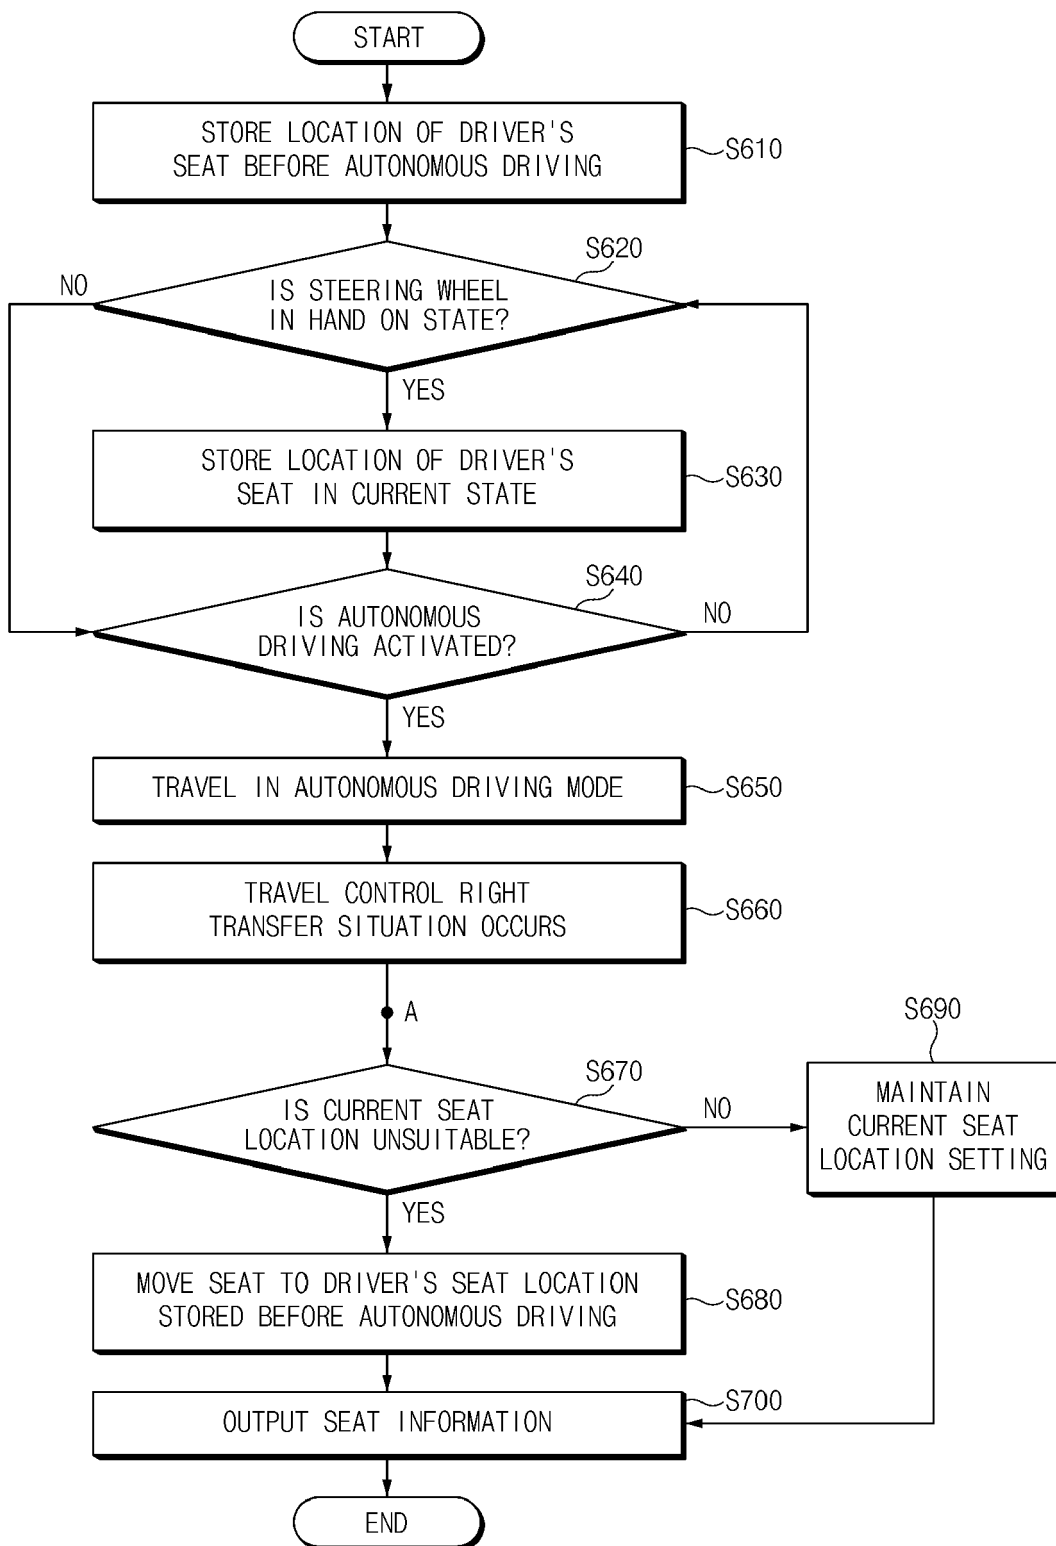 START
STORE LOCATION OF DRIVER'S
SEAT BEFORE AUTONOMOUS DRIVING
S610
S620
NO
IS STEERING WHEEL
IN HAND ON STATE?
YES
STORE LOCATION OF DRIVER'S
SEAT IN CURRENT STATE
S630
S640
IS AUTONOMOUS
DRIVING ACTIVATED?
NO
YES
TRAVEL IN AUTONOMOUS DRIVING MODE
S650
TRAVEL CONTROL RIGHT
TRANSFER SITUATION OCCURS
S660
A
S670
IS CURRENT SEAT
LOCATION UNSUITABLE?
NO
S690
MAINTAIN
CURRENT SEAT
LOCATION SETTING
YES
MOVE SEAT TO DRIVER'S SEAT LOCATION
STORED BEFORE AUTONOMOUS DRIVING
S680
OUTPUT SEAT INFORMATION
S700
END